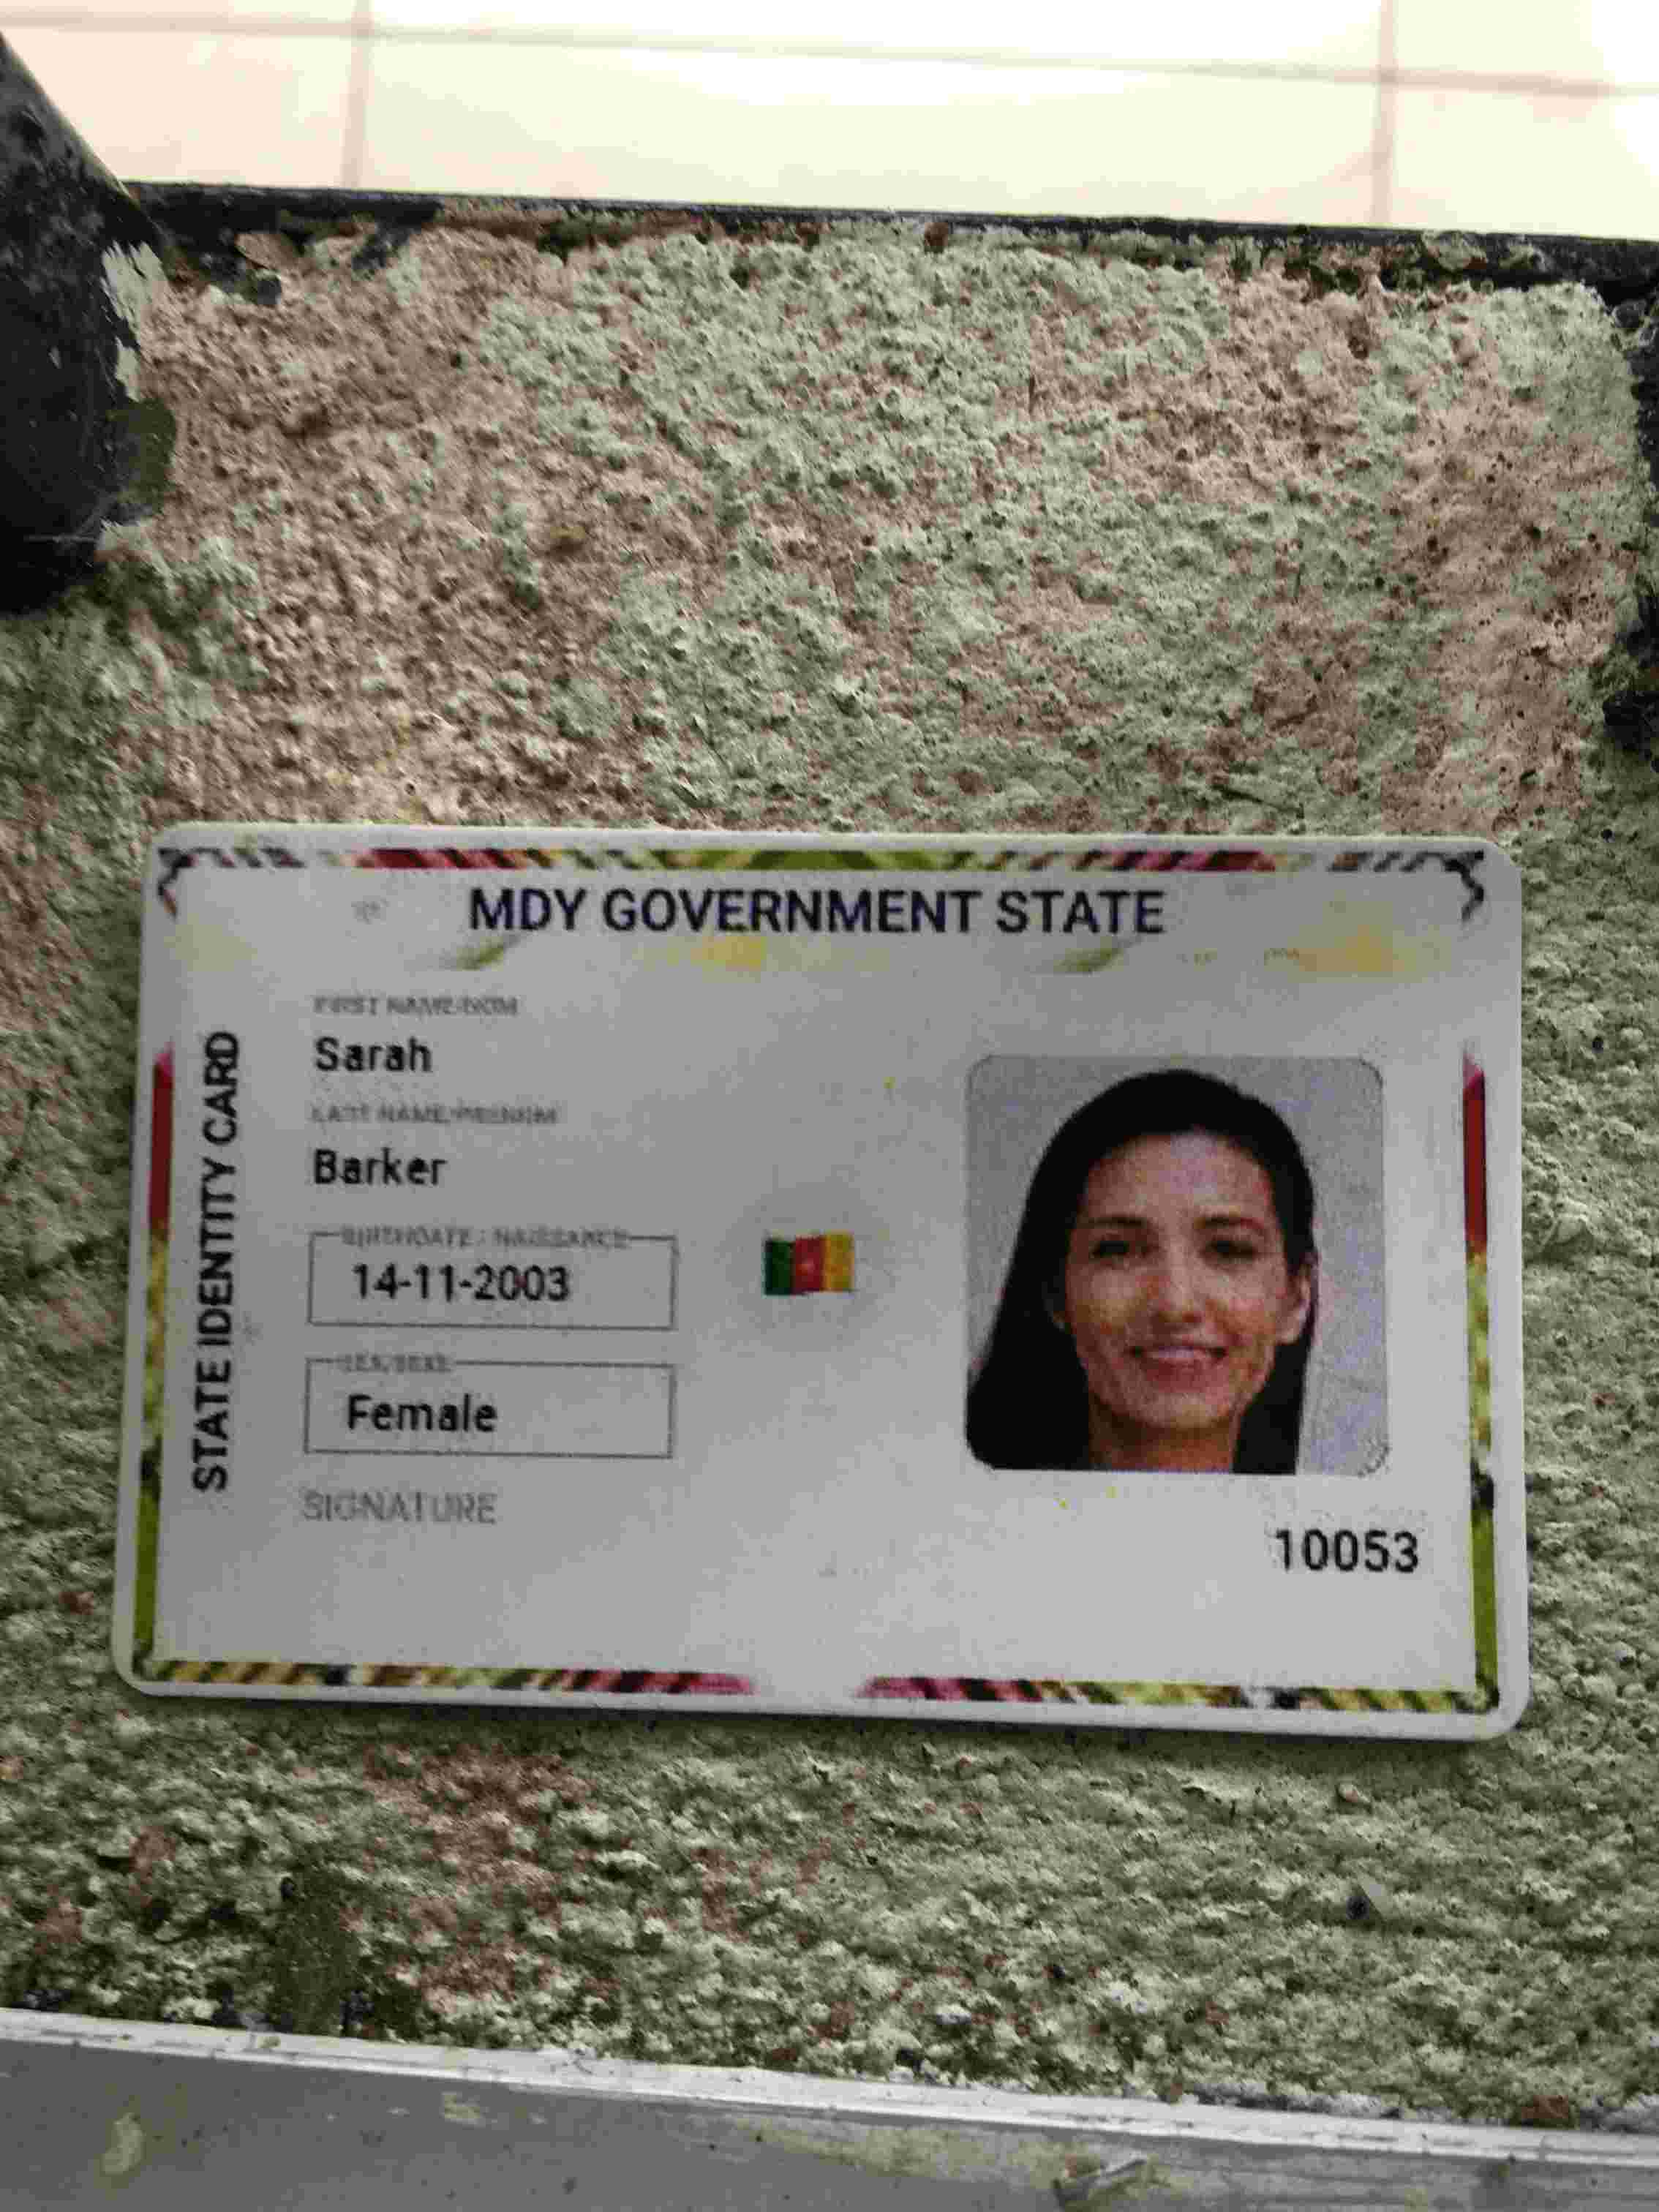 MDY GOVERNMENT STATE
STATE IDENTITY CARD
FIRST NAME/NOM
Sarah
LAST NAME/PRENOM
Barker
BIRTHDATE / NAISSANCE
14-11-2003
SEX/SEXE
Female
SIGNATURE
10053